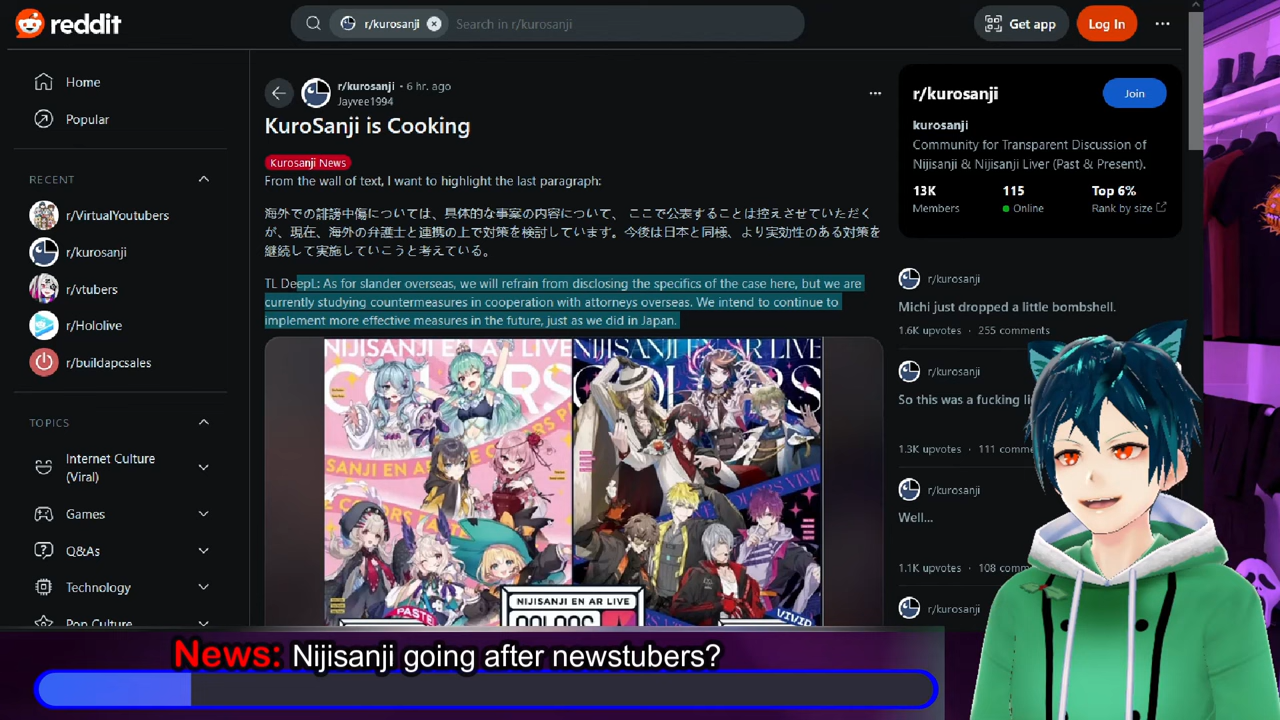 reddit
r/kurosanji
Search in r/kurosanji
Get app
Log In
Home
Popular
RECENT
r/VirtualYoutubers
r/kurosanji
r/vtubers
r/Hololive
r/buildapcsales
TOPICS
Internet Culture
(Viral)
Games
Q&As
Technology
Pop Culture
r/kurosanji • 6 hr. ago
Jayvee1994
KuroSanji is Cooking
Kurosanji News
From the wall of text, I want to highlight the last paragraph:
海外での誹謗中傷については、具体的な事案の内容について、 ここで公表することは控えさせていただく
が、現在、海外の弁護士と連携の上で対策を検討しています。今後は日本と同様、より実効性のある対策を
継続して実施していこうと考えている。
TL DeepL: As for slander overseas, we will refrain from disclosing the specifics of the case here, but we are
currently studying countermeasures in cooperation with attorneys overseas. We intend to continue to
implement more effective measures in the future, just as we did in Japan.
NIJISANJI EN AR LIVE
COLORS
NIJISANJI EN AR LIVE
COLORS
NIJISANJI EN AR LIVE
COLORS
PASTE
VIVID
r/kurosanji
Join
kurosanji
Community for Transparent Discussion of
Nijisanji & Nijisanji Liver (Past & Present).
13K
115
Top 6%
Members
Online
Rank by size
r/kurosanji
Michi just dropped a little bombshell.
1.6K upvotes · 255 comments
r/kurosanji
So this was a fucking li
1.3K upvotes · 111 comme
r/kurosanji
Well...
1.1K upvotes · 108 com
r/kurosanji
News: Nijisanji going after newstubers?